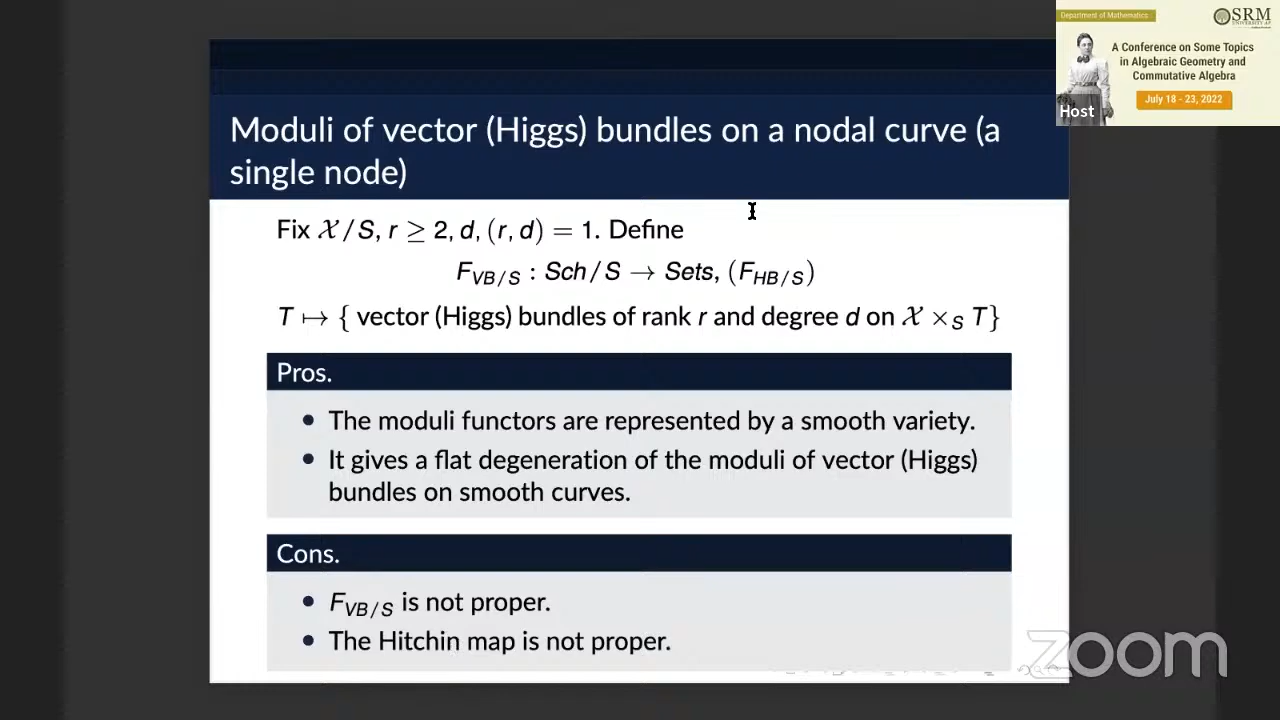 Moduli of vector (Higgs) bundles on a nodal curve (a
single node)
Fix 𝒳/S, r ≥ 2, d, (r, d) = 1. Define
F_{VB/S} : Sch/S → Sets, (F_{HB/S})
T ↦ { vector (Higgs) bundles of rank r and degree d on 𝒳 ×_S T}
Pros.
• The moduli functors are represented by a smooth variety.
• It gives a flat degeneration of the moduli of vector (Higgs)
bundles on smooth curves.
Cons.
• F_{VB/S} is not proper.
• The Hitchin map is not proper.
Department of Mathematics
SRM
A Conference on Some Topics
in Algebraic Geometry and
Commutative Algebra
July 18 - 23, 2022
Host
zoom